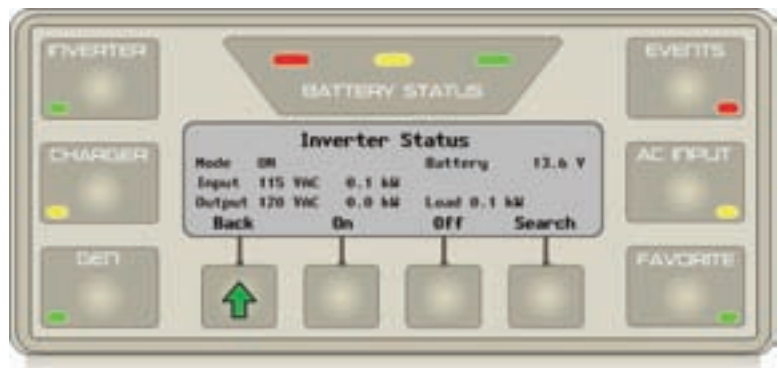 INVERTER
BATTERY STATUS
EVENTS
CHARGER
Inverter Status
Mode ON Battery 13.6 V
Input 115 VAC 0.1 kW
Output 120 VAC 0.0 kW Load 0.1 kW
Back On Off Search
AC INPUT
GEN
FAVORITE